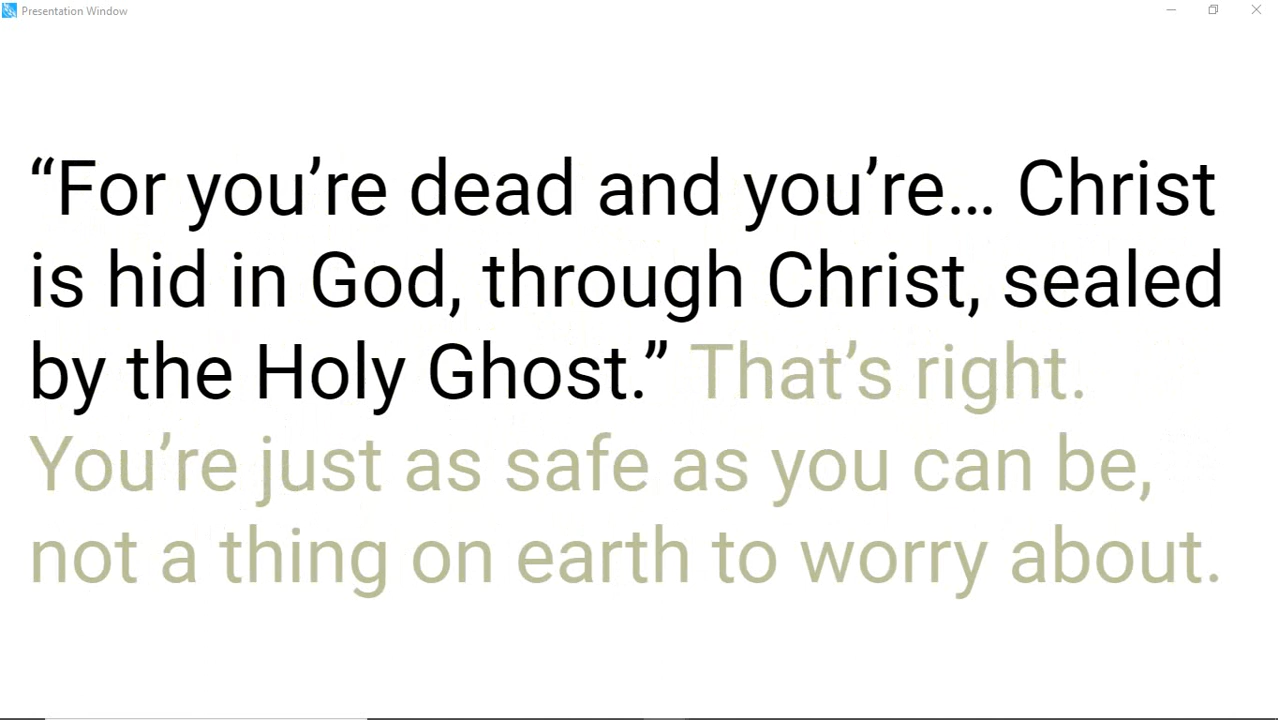 Presentation Window
“For you’re dead and you’re… Christ
is hid in God, through Christ, sealed
by the Holy Ghost.” That’s right.
You’re just as safe as you can be,
not a thing on earth to worry about.